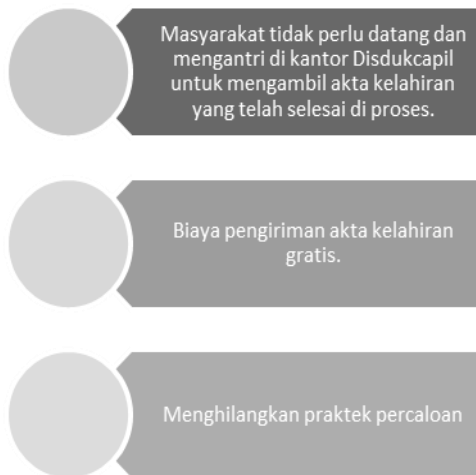 Masyarakat tidak perlu datang dan
mengantri di kantor Disdukcapil
untuk mengambil akta kelahiran
yang telah selesai di proses.
Biaya pengiriman akta kelahiran
gratis.
Menghilangkan praktek percaloan